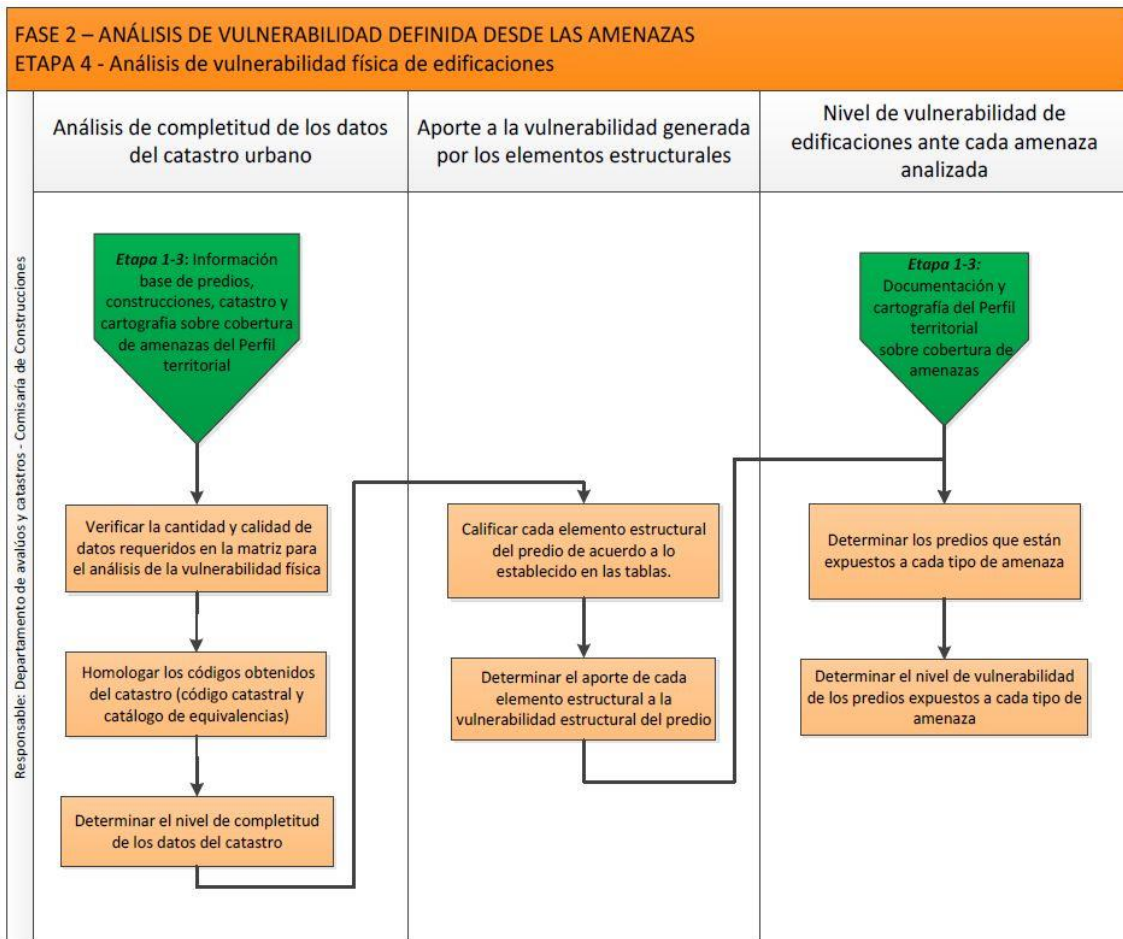 FASE 2 – ANÁLISIS DE VULNERABILIDAD DEFINIDA DESDE LAS AMENAZAS
ETAPA 4 - Análisis de vulnerabilidad física de edificaciones
Responsable: Departamento de avalúos y catastros - Comisaría de Construcciones
Análisis de completitud de los datos
del catastro urbano
Etapa 1-3: Información
base de predios,
construcciones, catastro y
cartografía sobre cobertura
de amenazas del Perfil
territorial
Verificar la cantidad y calidad de
datos requeridos en la matriz para
el análisis de la vulnerabilidad física
Homologar los códigos obtenidos
del catastro (código catastral y
catálogo de equivalencias)
Determinar el nivel de completitud
de los datos del catastro
Aporte a la vulnerabilidad generada
por los elementos estructurales
Calificar cada elemento estructural
del predio de acuerdo a lo
establecido en las tablas.
Determinar el aporte de cada
elemento estructural a la
vulnerabilidad estructural del predio
Nivel de vulnerabilidad de
edificaciones ante cada amenaza
analizada
Etapa 1-3:
Documentación y
cartografía del Perfil
territorial
sobre cobertura de
amenazas
Determinar los predios que están
expuestos a cada tipo de amenaza
Determinar el nivel de vulnerabilidad
de los predios expuestos a cada tipo de
amenaza